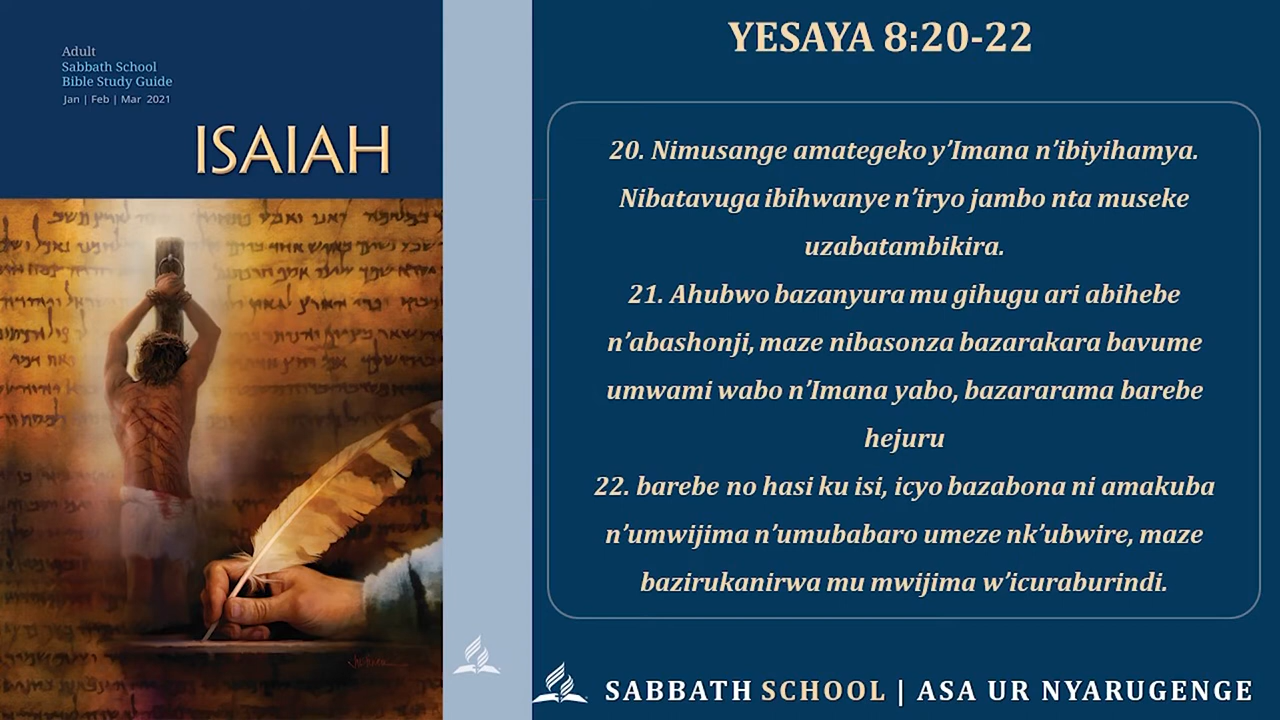 Adult
Sabbath School
Bible Study Guide
Jan | Feb | Mar 2021
ISAIAH
YESAYA 8:20-22
20. Nimusange amategeko y’Imana n’ibiyihamya.
Nibatavuga ibihwanye n’iryo jambo nta museke
uzabatambikira.
21. Ahubwo bazanyura mu gihugu ari abihebe
n’abashonji, maze nibasonza bazarakara bavume
umwami wabo n’Imana yabo, bazararama barebe
hejuru
22. barebe no hasi ku isi, icyo bazabona ni amakuba
n’umwijima n’umubabaro umeze nk’ubwire, maze
bazirukanirwa mu mwijima w’icuraburindi.
SABBATH SCHOOL | ASA UR NYARUGENGE